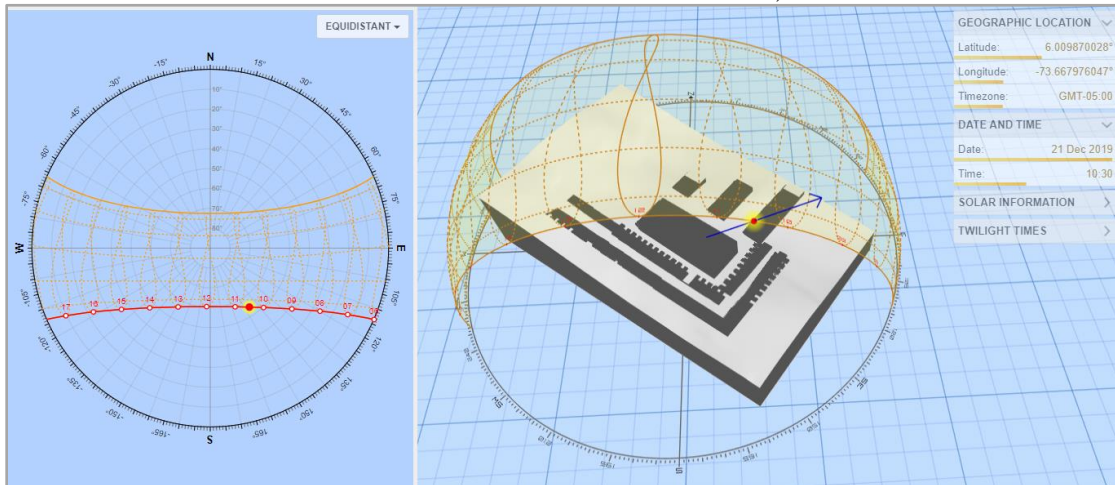 EQUIDISTANT
N
-15°
15°
-30°
30°
-45°
45°
-60°
60°
-75°
75°
10°
20°
30°
40°
50°
60°
70°
80°
W
E
-105°
105°
17
16
15
14
13
12
11
10
09
08
07
06
-120°
120°
-135°
135°
-150°
150°
-165°
165°
S
GEOGRAPHIC LOCATION
Latitude: 6.009870028°
Longitude: -73.667976047°
Timezone: GMT-05:00
DATE AND TIME
Date: 21 Dec 2019
Time: 10:30
SOLAR INFORMATION
TWILIGHT TIMES
SW
S
SE
E